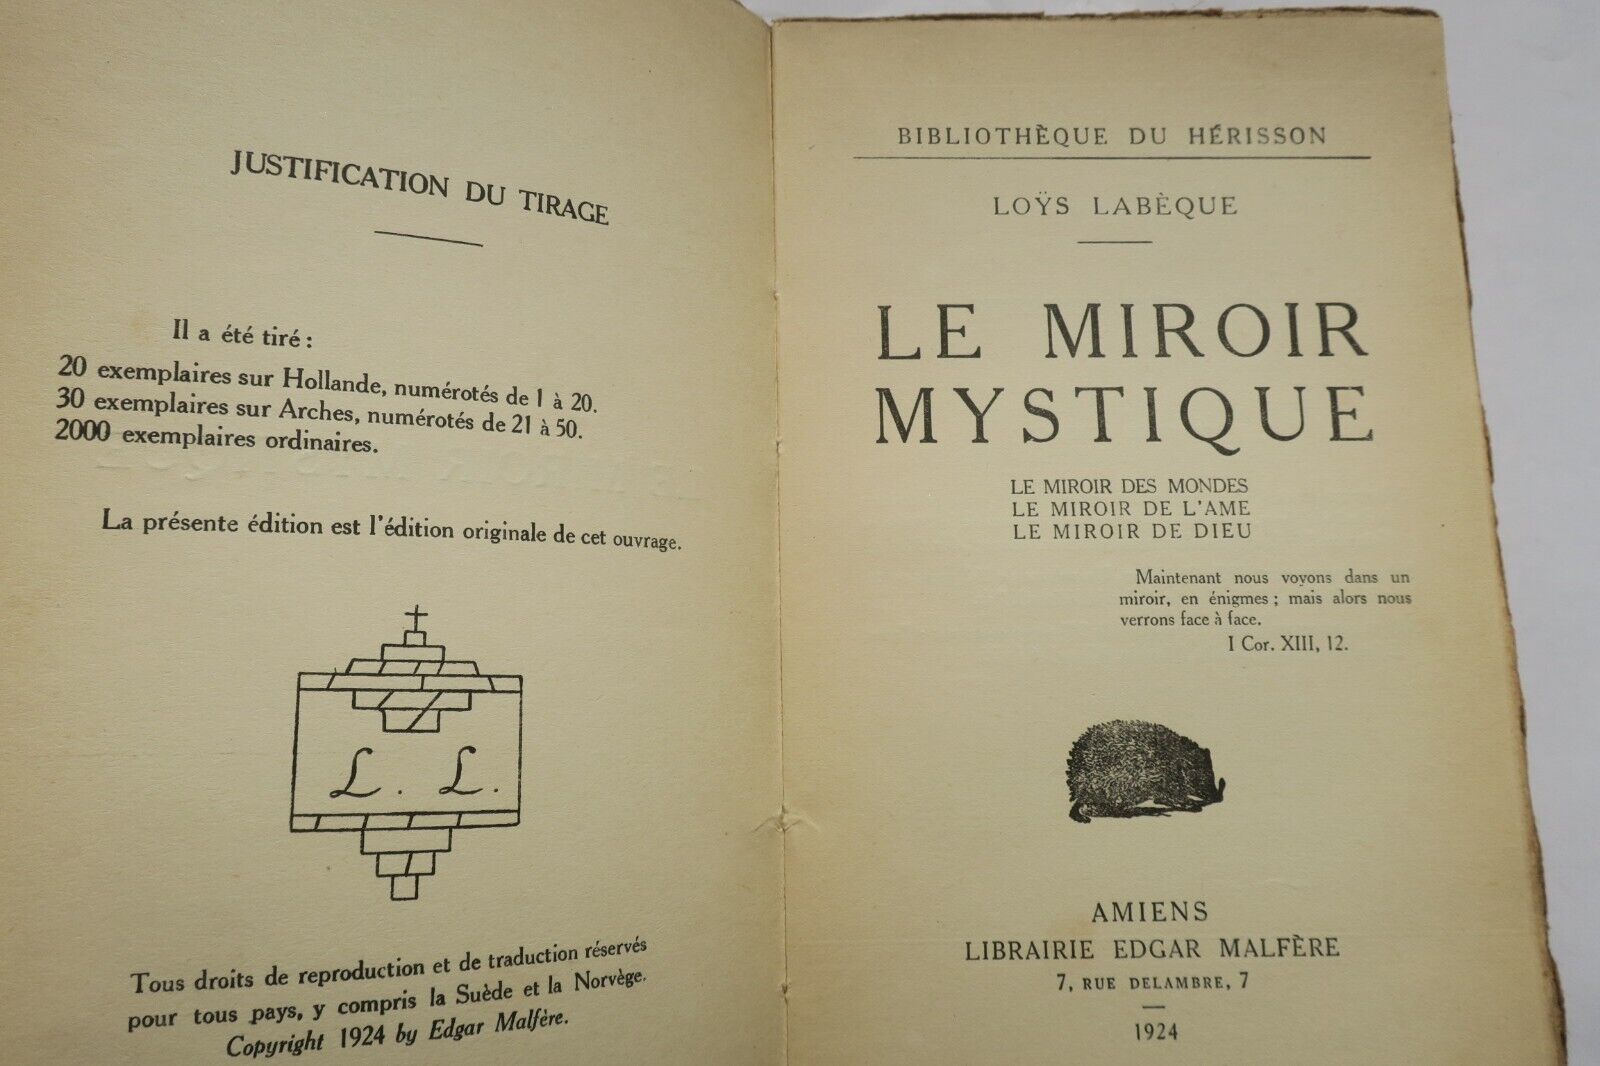 JUSTIFICATION DU TIRAGE
Il a été tiré :
20 exemplaires sur Hollande, numérotés de 1 à 20.
30 exemplaires sur Arches, numérotés de 21 à 50.
2000 exemplaires ordinaires.
La présente édition est l'édition originale de cet ouvrage.
L. L.
Tous droits de reproduction et de traduction réservés
pour tous pays, y compris la Suède et la Norvège.
Copyright 1924 by Edgar Malfère.
BIBLIOTHÈQUE DU HÉRISSON
LOŸS LABÈQUE
LE MIROIR
MYSTIQUE
LE MIROIR DES MONDES
LE MIROIR DE L'AME
LE MIROIR DE DIEU
Maintenant nous voyons dans un
miroir, en énigmes ; mais alors nous
verrons face à face.
I Cor. XIII, 12.
AMIENS
LIBRAIRIE EDGAR MALFÈRE
7, RUE DELAMBRE, 7
1924